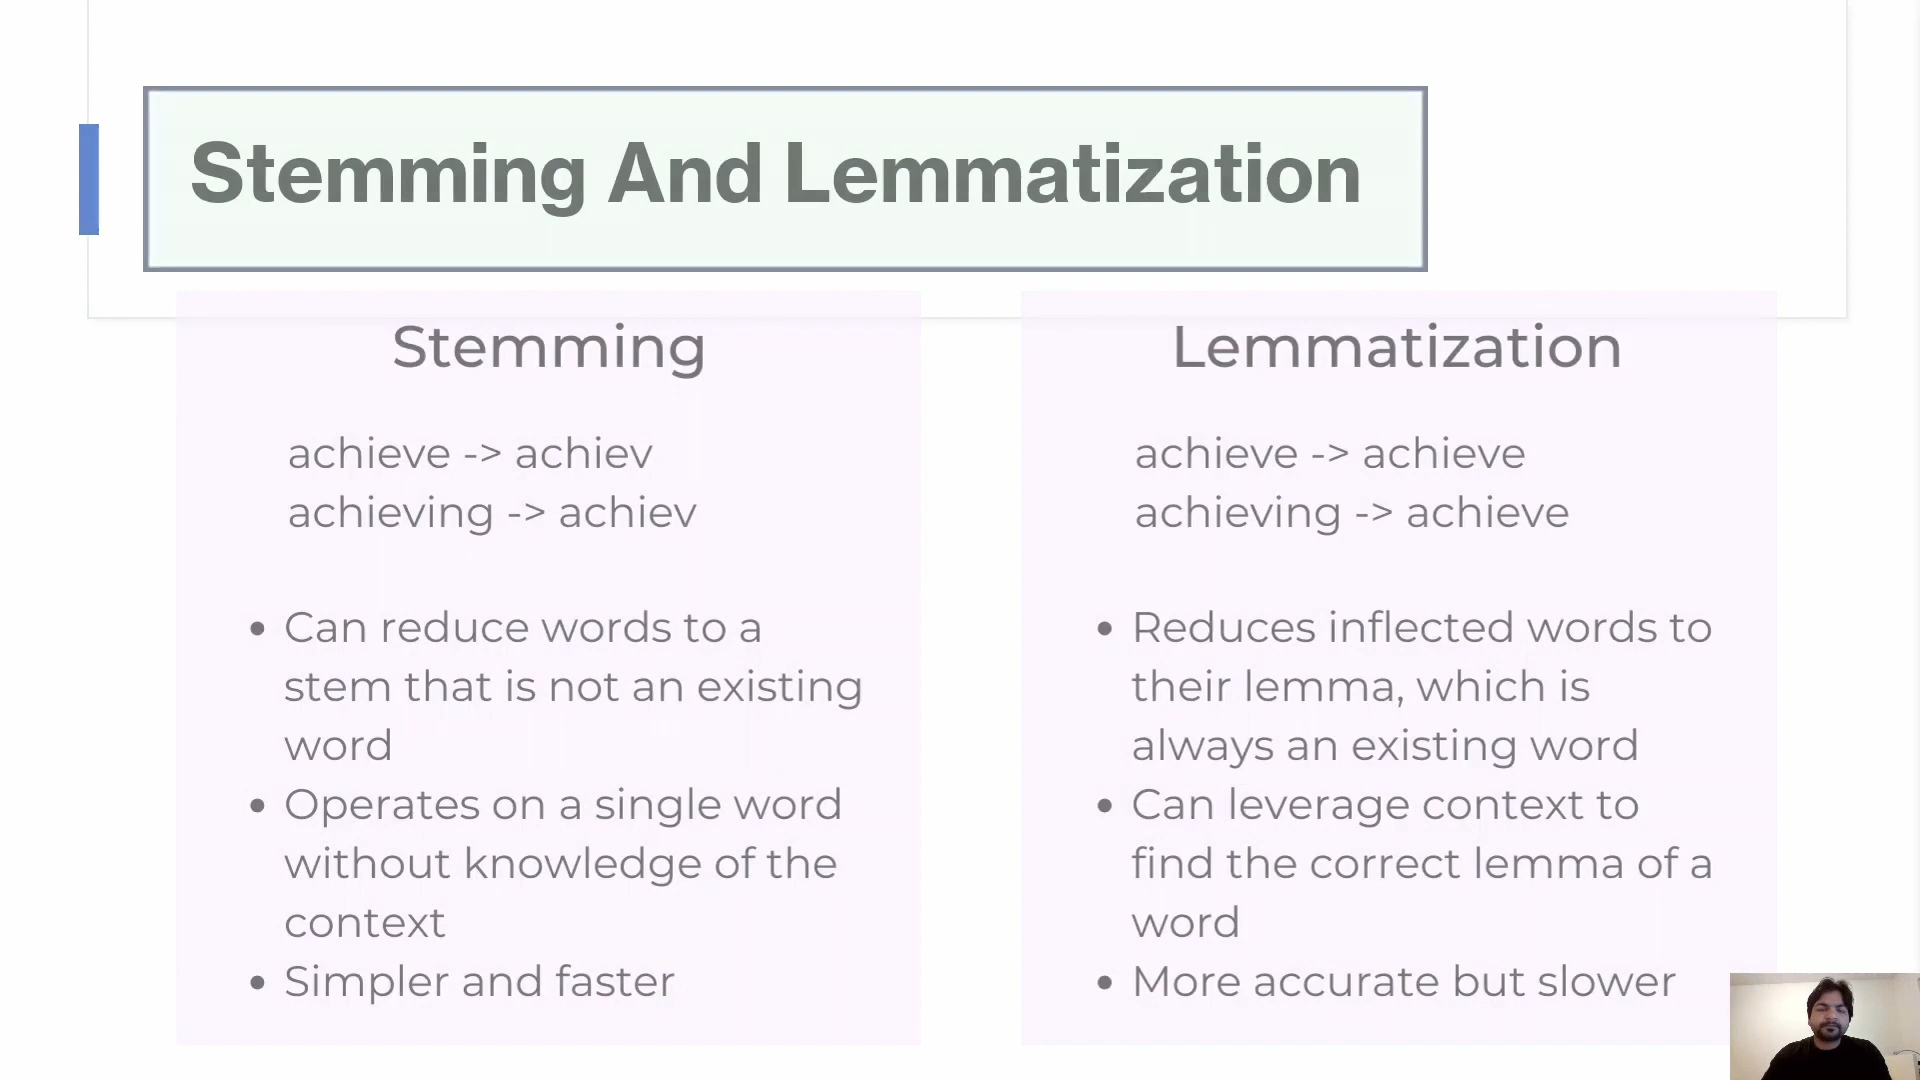 Stemming And Lemmatization
Stemming
achieve -> achiev
achieving -> achiev
• Can reduce words to a
stem that is not an existing
word
• Operates on a single word
without knowledge of the
context
• Simpler and faster
Lemmatization
achieve -> achieve
achieving -> achieve
• Reduces inflected words to
their lemma, which is
always an existing word
• Can leverage context to
find the correct lemma of a
word
• More accurate but slower